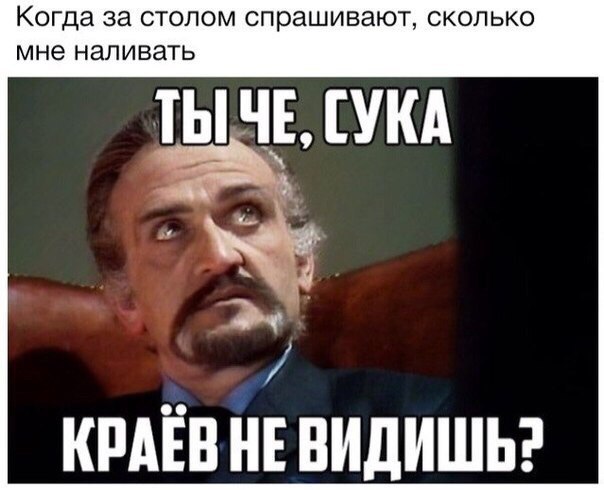 Когда за столом спрашивают, сколько
мне наливать
ТЫ ЧЕ, СУКА
КРАЁВ НЕ ВИДИШЬ?